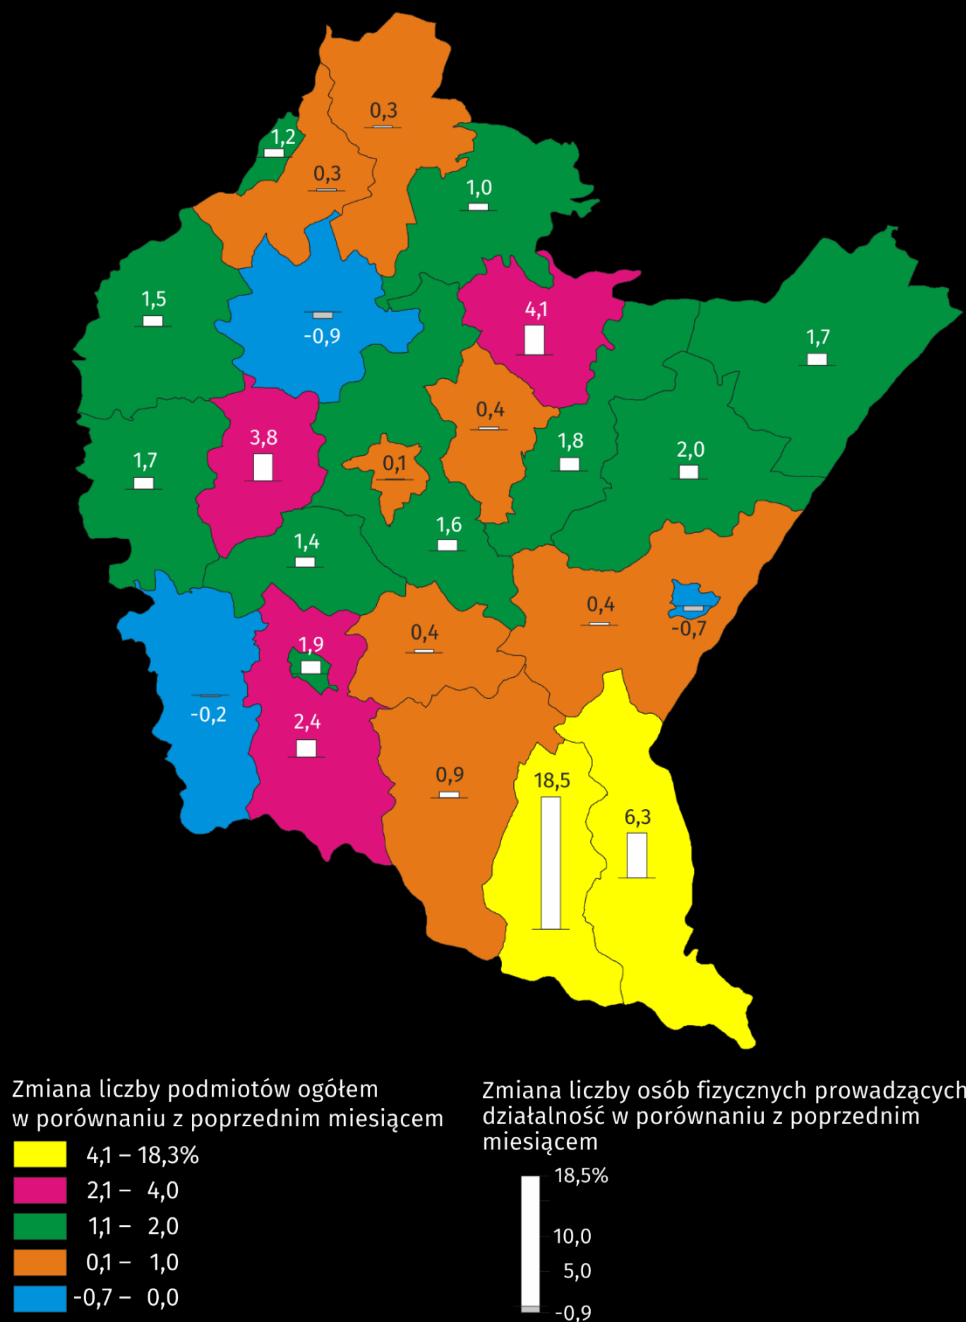 0,3
1,2
0,3
1,0
1,5
-0,9
4,1
1,7
0,4
3,8
1,7
0,1
1,8
2,0
1,6
1,4
0,4
-0,7
0,4
1,9
-0,2
2,4
0,9
18,5
6,3
Zmiana liczby podmiotów ogółem
w porównaniu z poprzednim miesiącem
4,1 – 18,3%
2,1 – 4,0
1,1 – 2,0
0,1 – 1,0
-0,7 – 0,0
Zmiana liczby osób fizycznych prowadzących
działalność w porównaniu z poprzednim
miesiącem
18,5%
10,0
5,0
-0,9